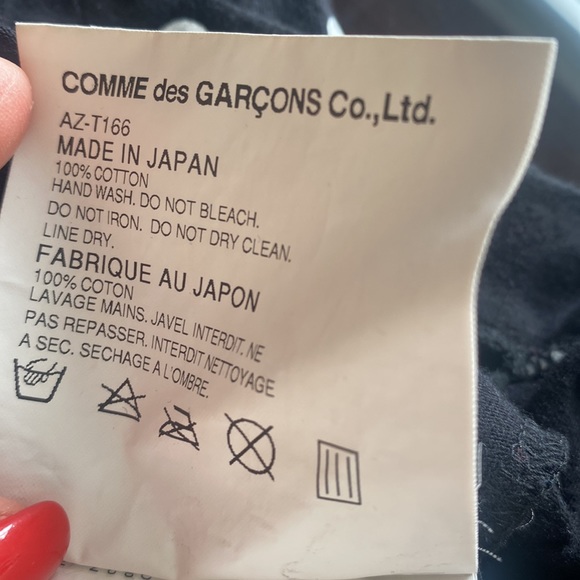 COMME des GARÇONS Co.,Ltd.
AZ-T166
MADE IN JAPAN
100% COTTON
HAND WASH. DO NOT BLEACH.
DO NOT IRON. DO NOT DRY CLEAN.
LINE DRY.
FABRIQUE AU JAPON
100% COTON
LAVAGE MAINS. JAVEL INTERDIT. NE
PAS REPASSER. INTERDIT NETTOYAGE
A SEC. SECHAGE A L'OMBRE.